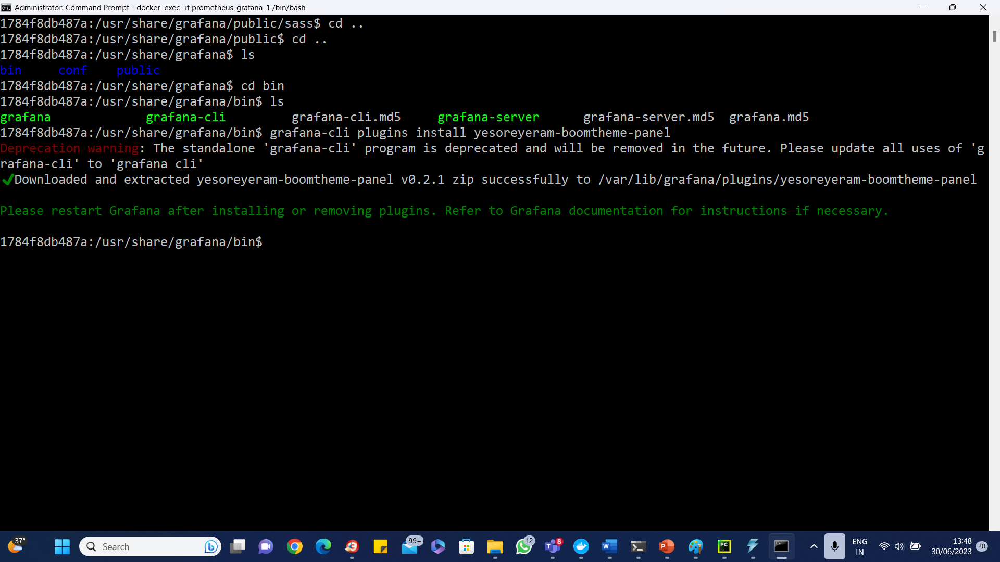 Administrator: Command Prompt - docker  exec -it prometheus_grafana_1 /bin/bash
1784f8db487a:/usr/share/grafana/public/sass$ cd ..
1784f8db487a:/usr/share/grafana/public$ cd ..
1784f8db487a:/usr/share/grafana$ ls
bin     conf    public
1784f8db487a:/usr/share/grafana$ cd bin
1784f8db487a:/usr/share/grafana/bin$ ls
grafana             grafana-cli         grafana-cli.md5     grafana-server      grafana-server.md5  grafana.md5
1784f8db487a:/usr/share/grafana/bin$ grafana-cli plugins install yesoreyeram-boomtheme-panel
Deprecation warning: The standalone 'grafana-cli' program is deprecated and will be removed in the future. Please update all uses of 'g
rafana-cli' to 'grafana cli'
✔Downloaded and extracted yesoreyeram-boomtheme-panel v0.2.1 zip successfully to /var/lib/grafana/plugins/yesoreyeram-boomtheme-panel
Please restart Grafana after installing or removing plugins. Refer to Grafana documentation for instructions if necessary.
1784f8db487a:/usr/share/grafana/bin$
37°
Search
99+
12
8
W
P
PC
ENG
IN
13:48
30/06/2023
20